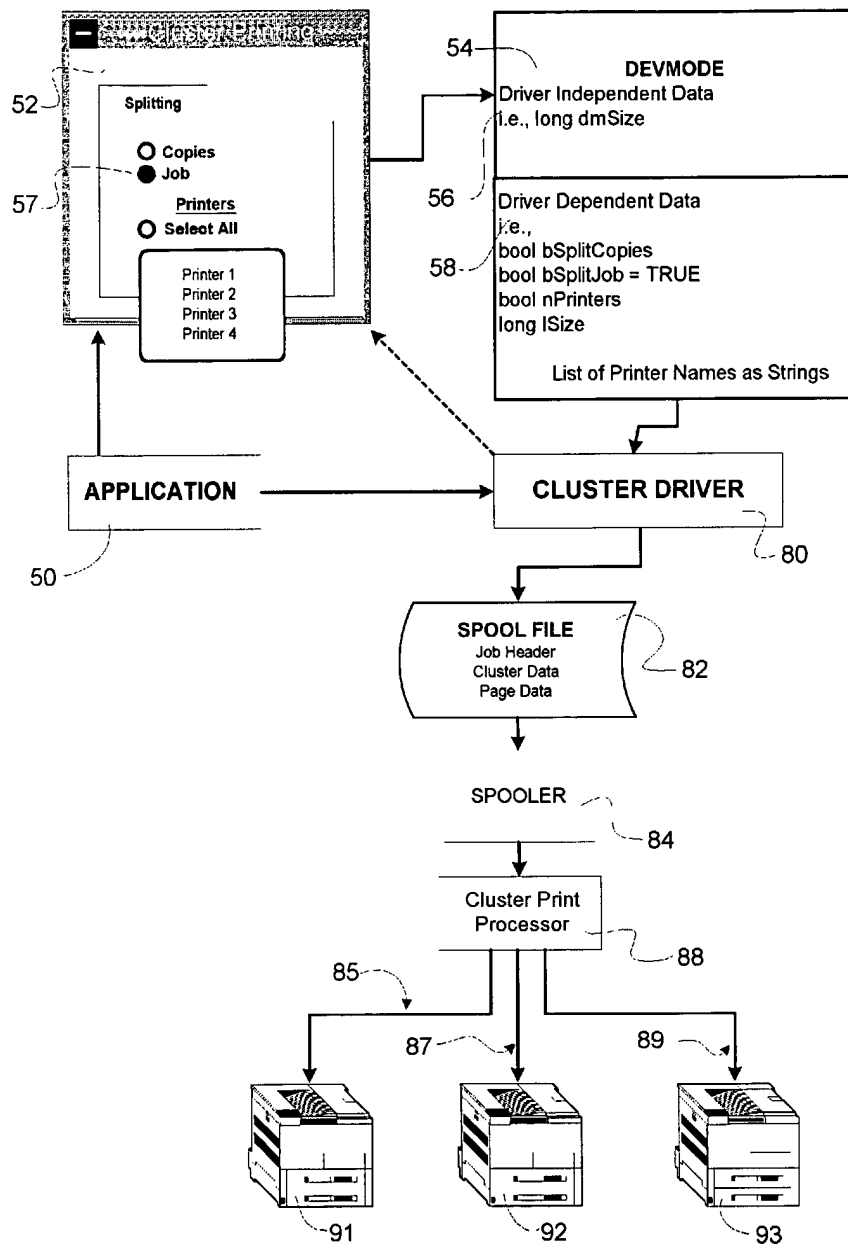 Cluster Printing
52
Splitting
Copies
Job
57
Printers
Select All
Printer 1
Printer 2
Printer 3
Printer 4
54
DEVMODE
Driver Independent Data
i.e., long dmSize
56
Driver Dependent Data
i.e.,
58
bool bSplitCopies
bool bSplitJob = TRUE
bool nPrinters
long lSize
List of Printer Names as Strings
APPLICATION
50
CLUSTER DRIVER
80
SPOOL FILE
Job Header
Cluster Data
Page Data
82
SPOOLER
84
Cluster Print
Processor
88
85
87
89
91
92
93